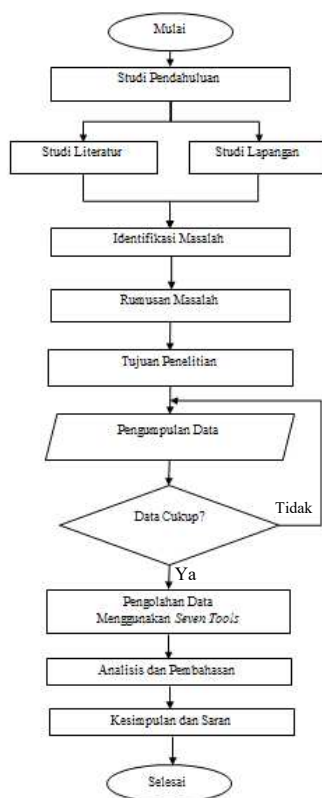 Mulai
Studi Pendahuluan
Studi Literatur
Studi Lapangan
Identifikasi Masalah
Rumusan Masalah
Tujuan Penelitian
Pengumpulan Data
Data Cukup?
Tidak
Ya
Pengolahan Data
Menggunakan Seven Tools
Analisis dan Pembahasan
Kesimpulan dan Saran
Selesai